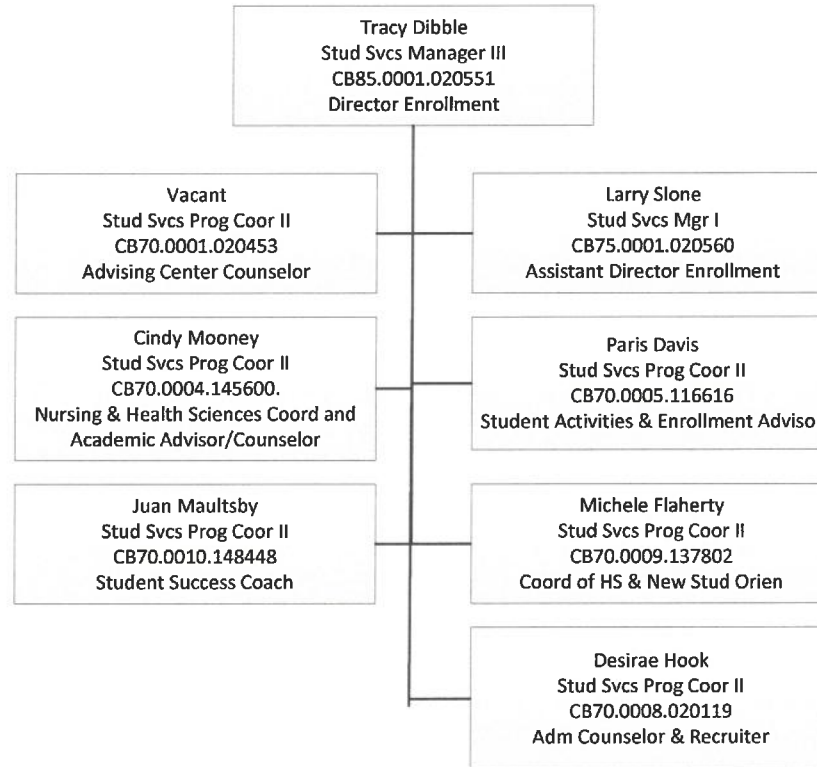 Tracy Dibble
Stud Svcs Manager III
CB85.0001.020551
Director Enrollment
Vacant
Stud Svcs Prog Coor II
CB70.0001.020453
Advising Center Counselor
Larry Slone
Stud Svcs Mgr I
CB75.0001.020560
Assistant Director Enrollment
Cindy Mooney
Stud Svcs Prog Coor II
CB70.0004.145600.
Nursing & Health Sciences Coord and
Academic Advisor/Counselor
Paris Davis
Stud Svcs Prog Coor II
CB70.0005.116616
Student Activities & Enrollment Adviso
Juan Maultsby
Stud Svcs Prog Coor II
CB70.0010.148448
Student Success Coach
Michele Flaherty
Stud Svcs Prog Coor II
CB70.0009.137802
Coord of HS & New Stud Orien
Desirae Hook
Stud Svcs Prog Coor II
CB70.0008.020119
Adm Counselor & Recruiter